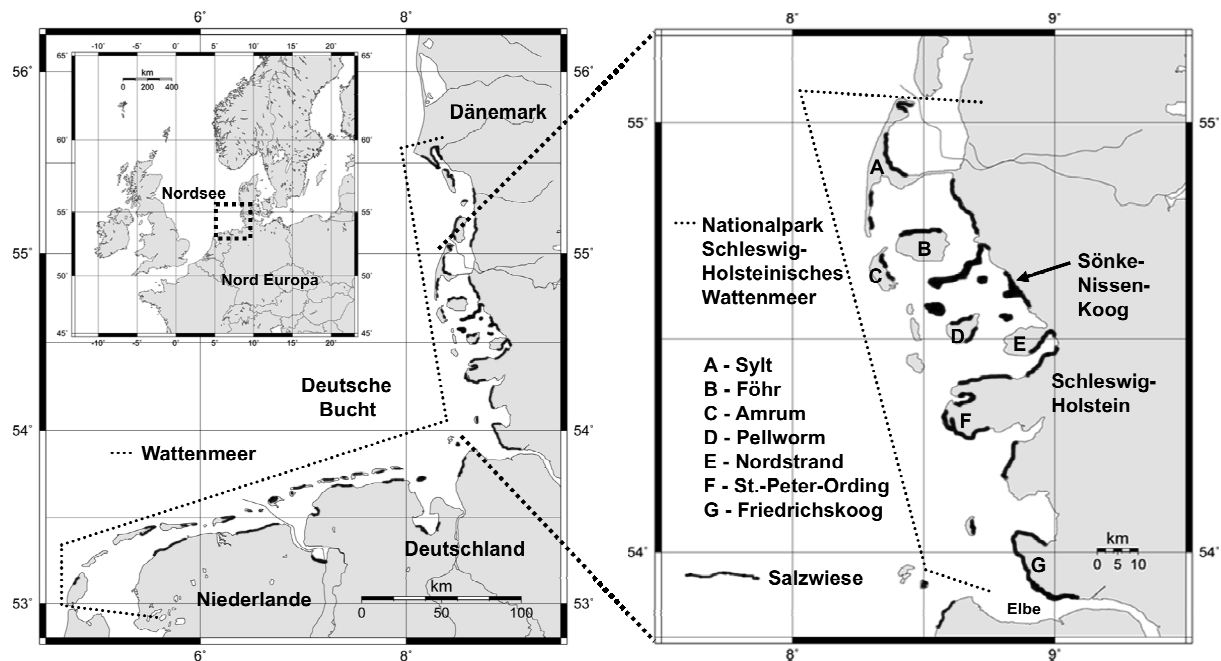 6˚
8˚
56˚
55˚
54˚
53˚
-10˚ -5˚ 0˚ 5˚ 10˚ 15˚ 20˚
65˚ 65˚
km
0 200 400
60˚ 60˚
Nordsee
55˚ 55˚
50˚ 50˚
Nord Europa
45˚ 45˚
-10˚ -5˚ 0˚ 5˚ 10˚ 15˚ 20˚
Dänemark
Deutsche
Bucht
Wattenmeer
Deutschland
Niederlande
km
0 50 100
56˚
55˚
54˚
53˚
6˚
8˚
8˚
9˚
55˚
55˚
A
B
C
D
E
F
G
Nationalpark
Schleswig-
Holsteinisches
Wattenmeer
Sönke-
Nissen-
Koog
A - Sylt
B - Föhr
C - Amrum
D - Pellworm
E - Nordstrand
F - St.-Peter-Ording
G - Friedrichskoog
Schleswig-
Holstein
km
0 5 10
54˚
54˚
Salzwiese
Elbe
8˚
9˚